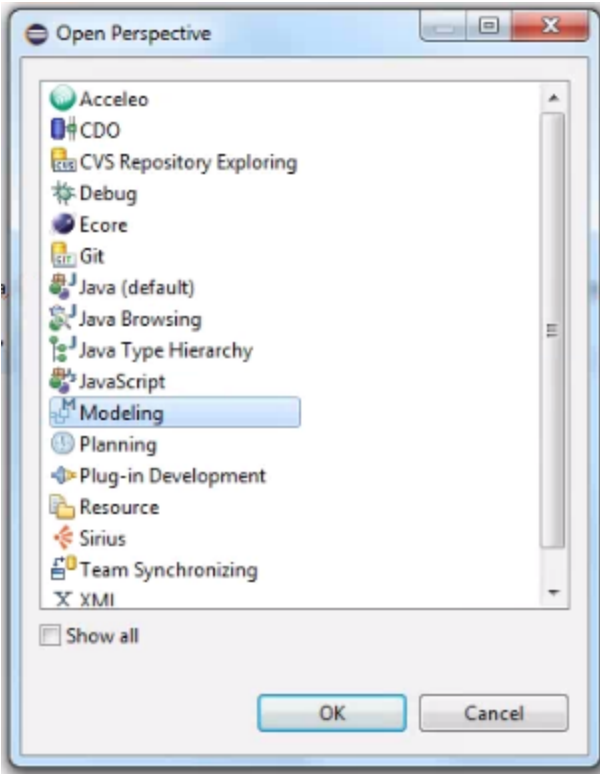 Open Perspective
Acceleo
CDO
CVS Repository Exploring
Debug
Ecore
Git
Java (default)
Java Browsing
Java Type Hierarchy
JavaScript
Modeling
Planning
Plug-in Development
Resource
Sirius
Team Synchronizing
Show all
OK Cancel